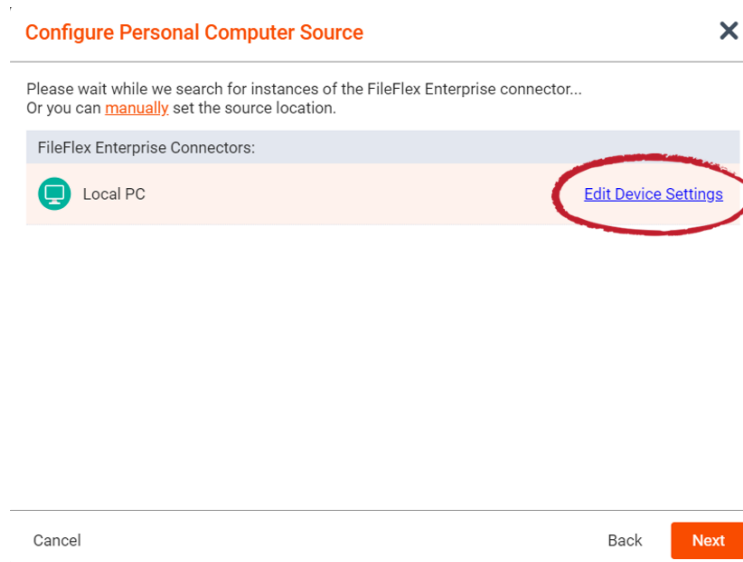 Configure Personal Computer Source
Please wait while we search for instances of the FileFlex Enterprise connector...
Or you can manually set the source location.
FileFlex Enterprise Connectors:
Local PC
Edit Device Settings
Cancel
Back
Next